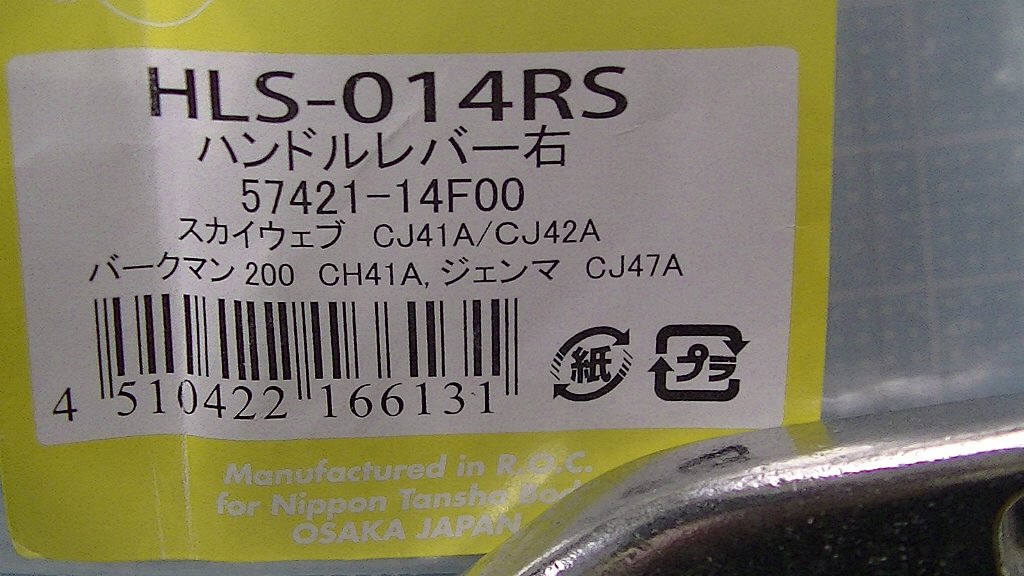 HLS-014RS
ハンドルレバー右
57421-14F00
スカイウェブ CJ41A/CJ42A
バークマン 200 CH41A, ジェンマ CJ47A
4 510422 166131
紙
プラ
Manufactured in R.O.C.
for Nippon Tansha
OSAKA JAPAN